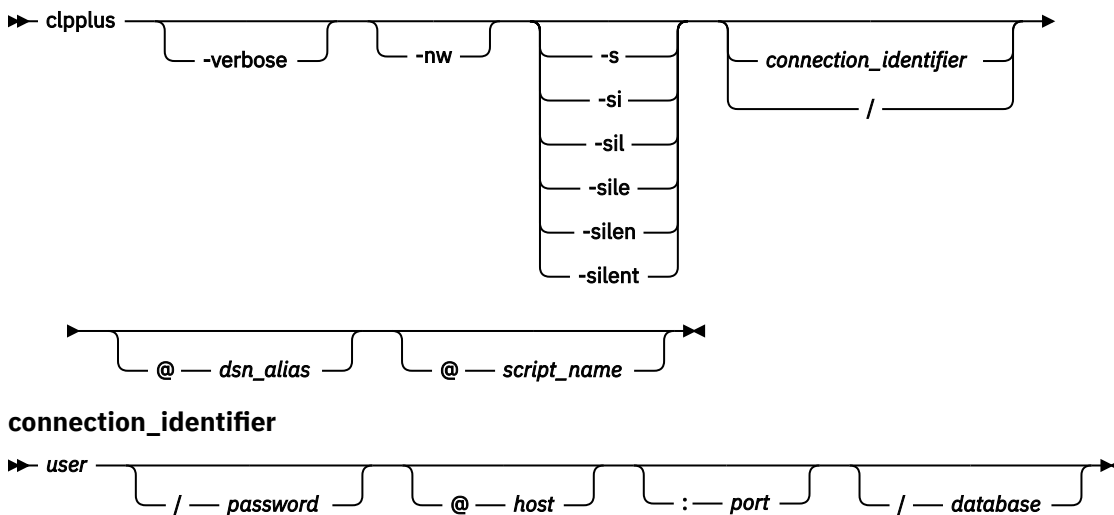 clpplus -verbose -nw -s connection_identifier
-si /
-sil
-sile
-silen
-silent
@ dsn_alias @ script_name
connection_identifier
user / password @ host : port / database